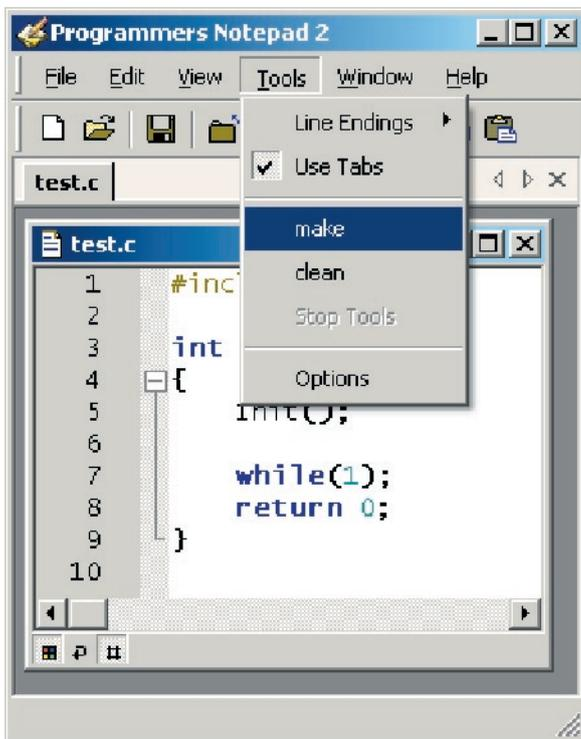 Programmers Notepad 2
File Edit View Tools Window Help
Line Endings
Use Tabs
make
clean
Stop Tools
Options
test.c
test.c
1 #inc
2
3 int
4 {
5 init();
6
7 while(1);
8 return 0;
9 }
10